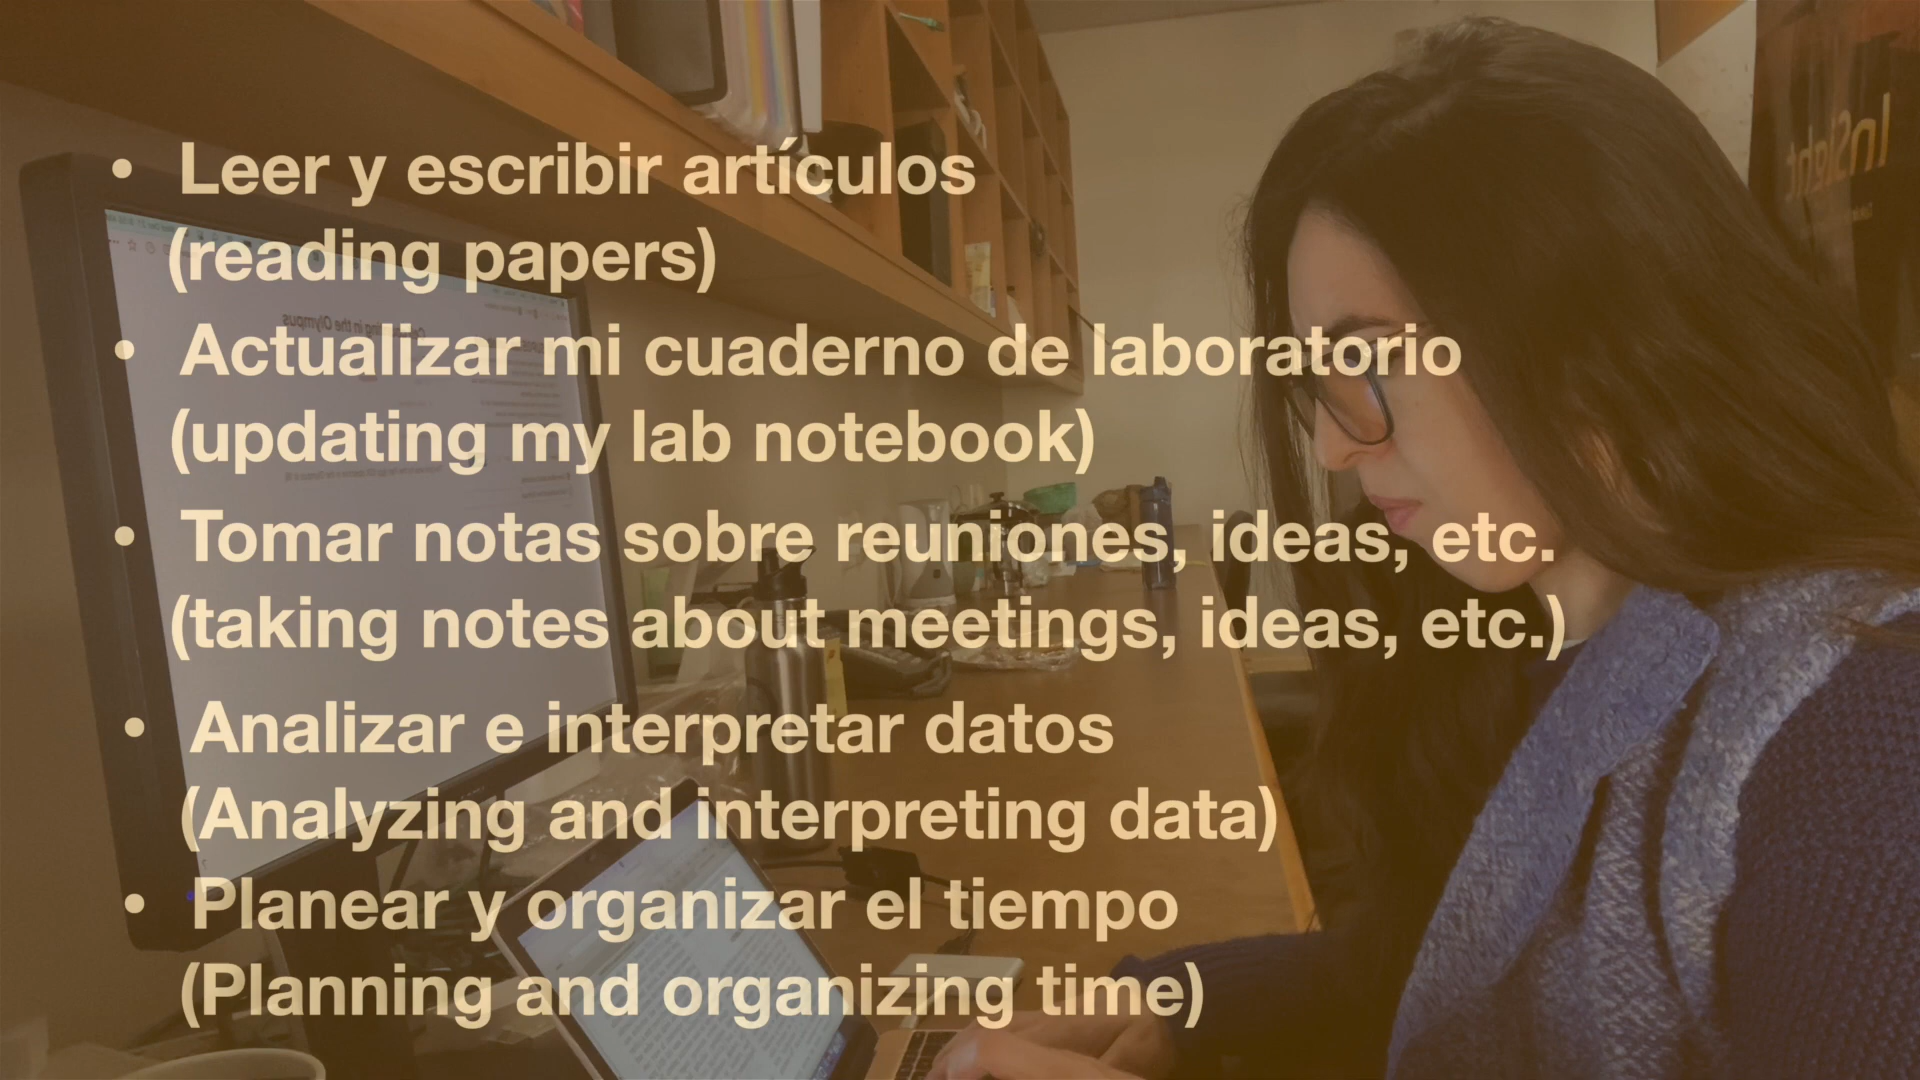 • Leer y escribir artículos
(reading papers)
• Actualizar mi cuaderno de laboratorio
(updating my lab notebook)
• Tomar notas sobre reuniones, ideas, etc.
(taking notes about meetings, ideas, etc.)
• Analizar e interpretar datos
(Analyzing and interpreting data)
• Planear y organizar el tiempo
(Planning and organizing time)
InSight